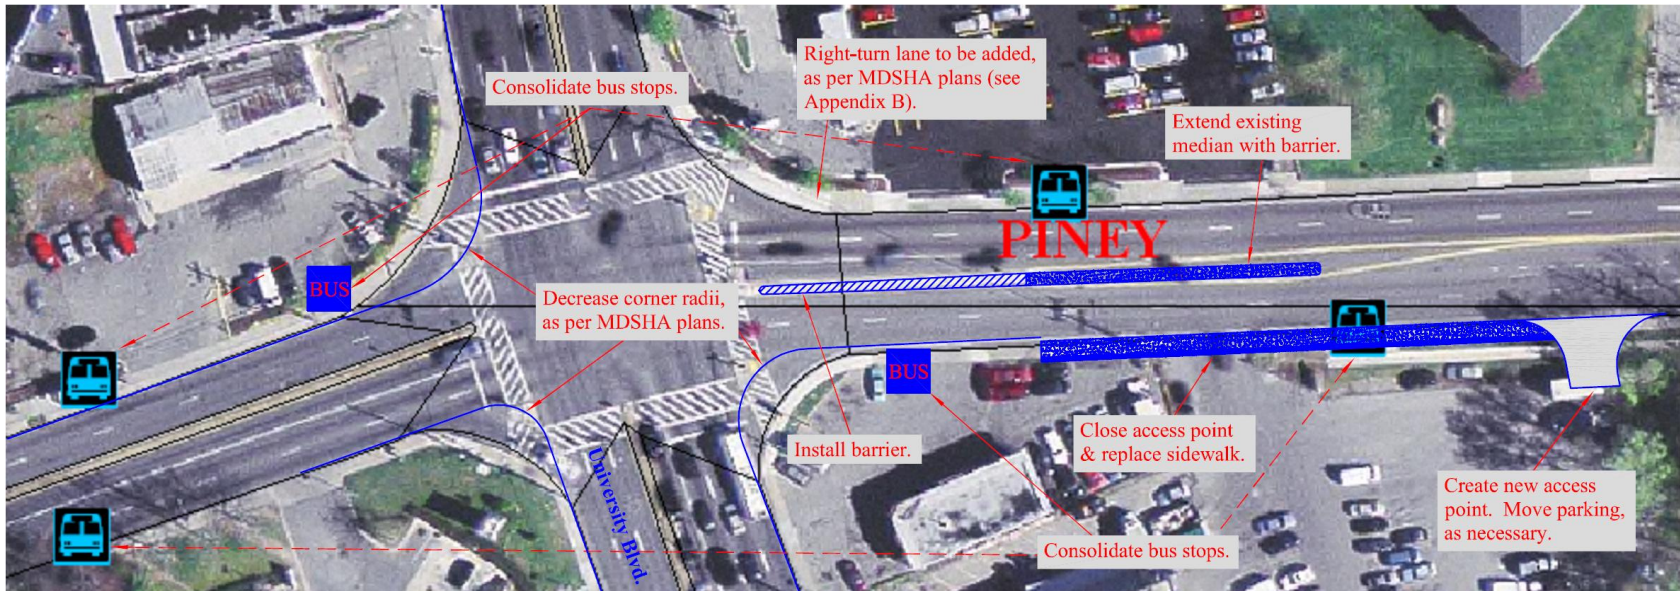 Right-turn lane to be added,
as per MDSHA plans (see
Appendix B).
Consolidate bus stops.
Extend existing
median with barrier.
PINEY
BUS
Decrease corner radii,
as per MDSHA plans.
BUS
Install barrier.
Close access point
& replace sidewalk.
University Blvd.
Create new access
point. Move parking,
as necessary.
Consolidate bus stops.